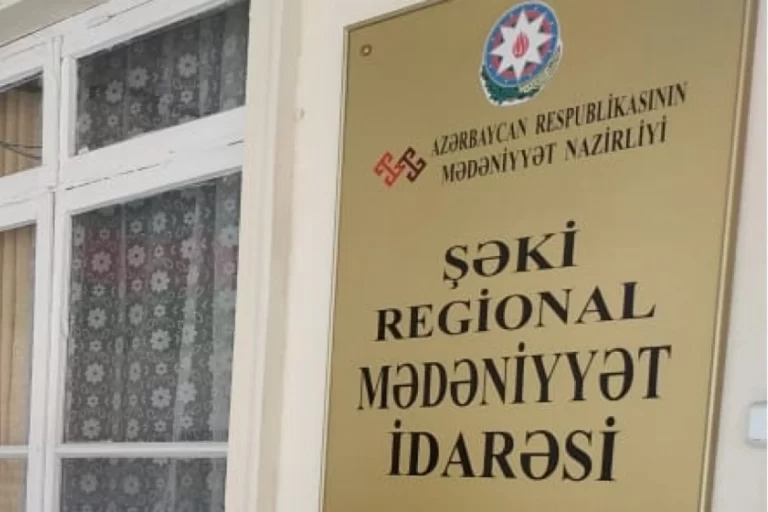 AZƏRBAYCAN RESPUBLİKASININ
MƏDƏNİYYƏT NAZİRLİYİ
ŞƏKİ
REGİONAL
MƏDƏNİYYƏT
İDARƏSİ